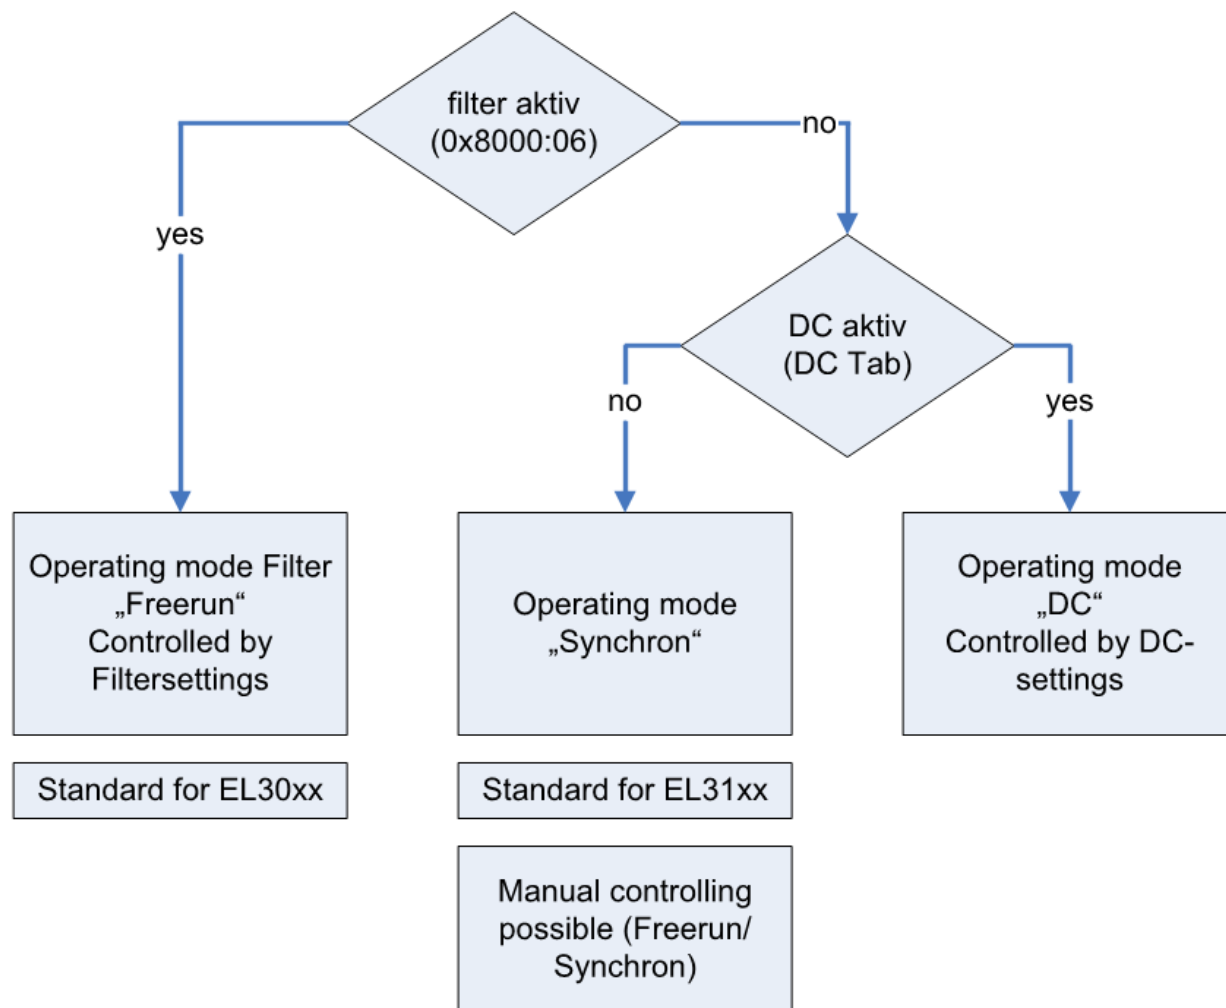 filter aktiv
(0x8000:06)
no
yes
DC aktiv
(DC Tab)
no
yes
Operating mode Filter
„Freerun“
Controlled by
Filtersettings
Operating mode
„Synchron“
Operating mode
„DC“
Controlled by DC-
settings
Standard for EL30xx
Standard for EL31xx
Manual controlling
possible (Freerun/
Synchron)